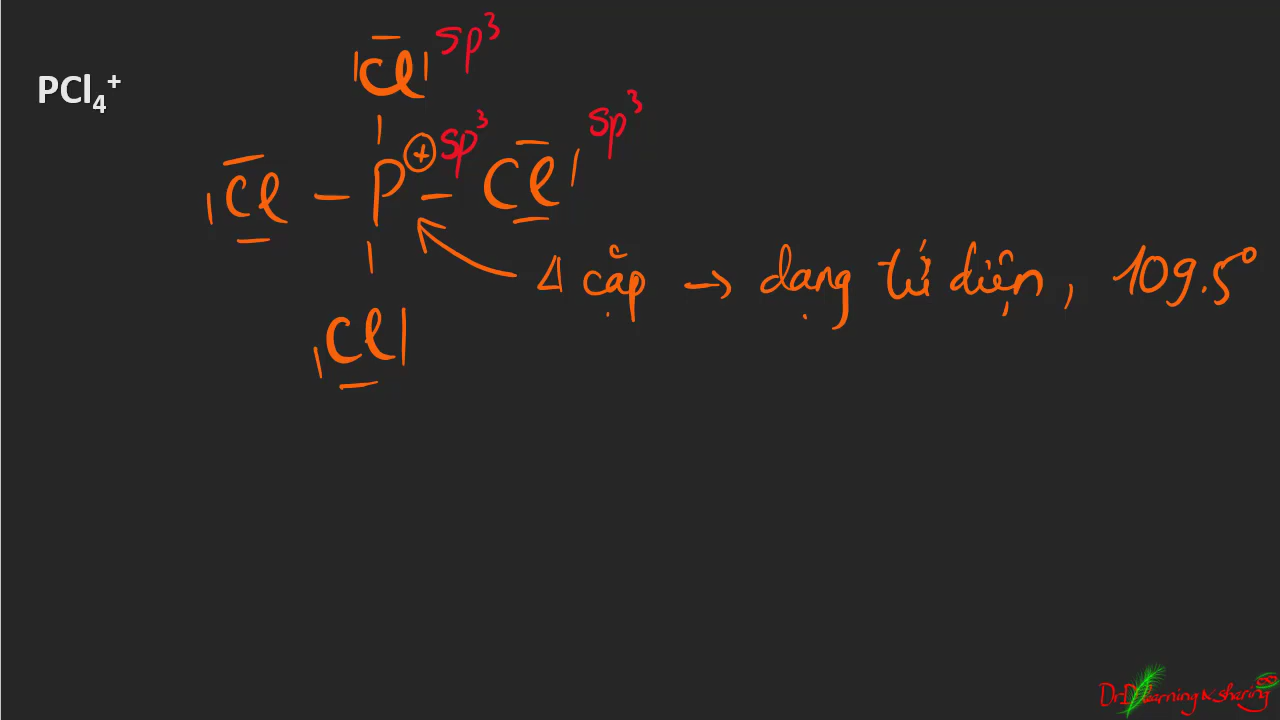 PCl₄⁺
Cl sp³
Cl – P⁺ sp³ – Cl sp³
4 cặp → dạng tứ diện, 109.5°
Cl
Dr.D learning & sharing